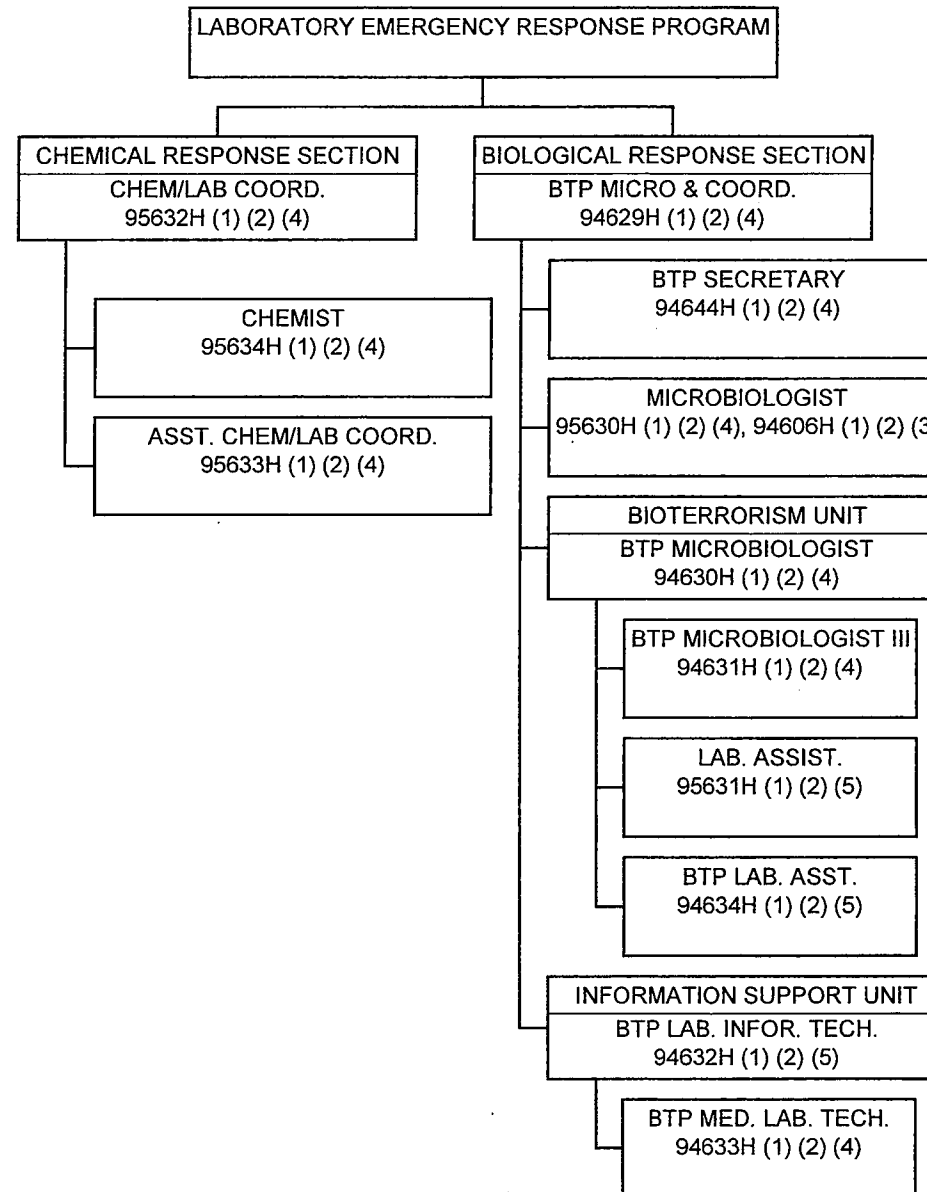 LABORATORY EMERGENCY RESPONSE PROGRAM
CHEMICAL RESPONSE SECTION
CHEM/LAB COORD.
95632H (1) (2) (4)
CHEMIST
95634H (1) (2) (4)
ASST. CHEM/LAB COORD.
95633H (1) (2) (4)
BIOLOGICAL RESPONSE SECTION
BTP MICRO & COORD.
94629H (1) (2) (4)
BTP SECRETARY
94644H (1) (2) (4)
MICROBIOLOGIST
95630H (1) (2) (4), 94606H (1) (2) (3
BIOTERRORISM UNIT
BTP MICROBIOLOGIST
94630H (1) (2) (4)
BTP MICROBIOLOGIST III
94631H (1) (2) (4)
LAB. ASSIST.
95631H (1) (2) (5)
BTP LAB. ASST.
94634H (1) (2) (5)
INFORMATION SUPPORT UNIT
BTP LAB. INFOR. TECH.
94632H (1) (2) (5)
BTP MED. LAB. TECH.
94633H (1) (2) (4)